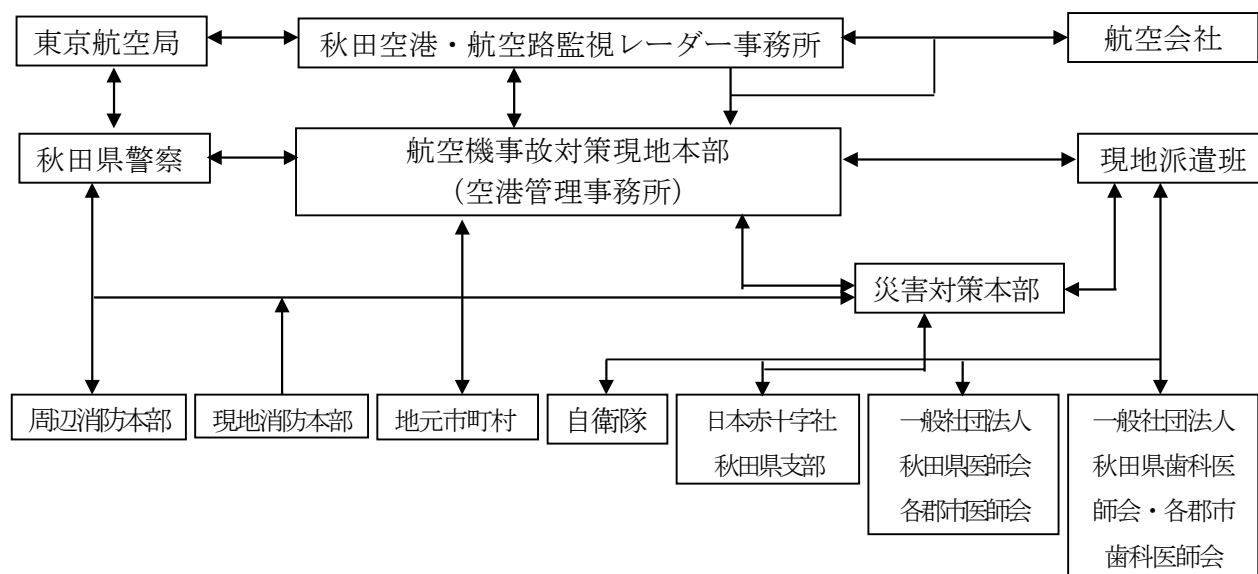 東京航空局
秋田空港・航空路監視レーダー事務所
航空会社
秋田県警察
航空機事故対策現地本部
（空港管理事務所）
現地派遣班
災害対策本部
周辺消防本部
現地消防本部
地元市町村
自衛隊
日本赤十字社
秋田県支部
一般社団法人
秋田県医師会
各郡市医師会
一般社団法人
秋田県歯科医
師会・各郡市
歯科医師会